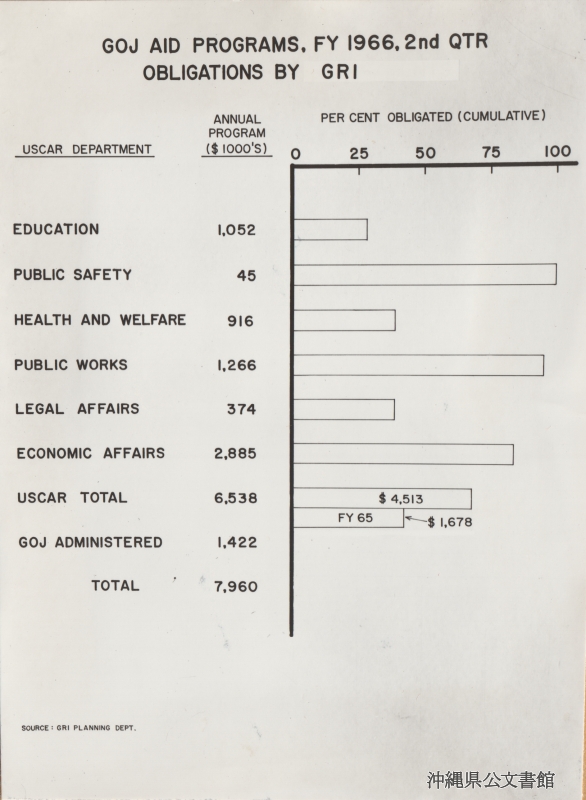 GOJ AID PROGRAMS, FY 1966, 2nd QTR
OBLIGATIONS BY GRI
USCAR DEPARTMENT
ANNUAL
PROGRAM
($ 1000'S)
PER CENT OBLIGATED (CUMULATIVE)
0 25 50 75 100
EDUCATION 1,052
PUBLIC SAFETY 45
HEALTH AND WELFARE 916
PUBLIC WORKS 1,266
LEGAL AFFAIRS 374
ECONOMIC AFFAIRS 2,885
USCAR TOTAL 6,538 $ 4,513
FY 65 $ 1,678
GOJ ADMINISTERED 1,422
TOTAL 7,960
SOURCE: GRI PLANNING DEPT.
沖縄県公文書館